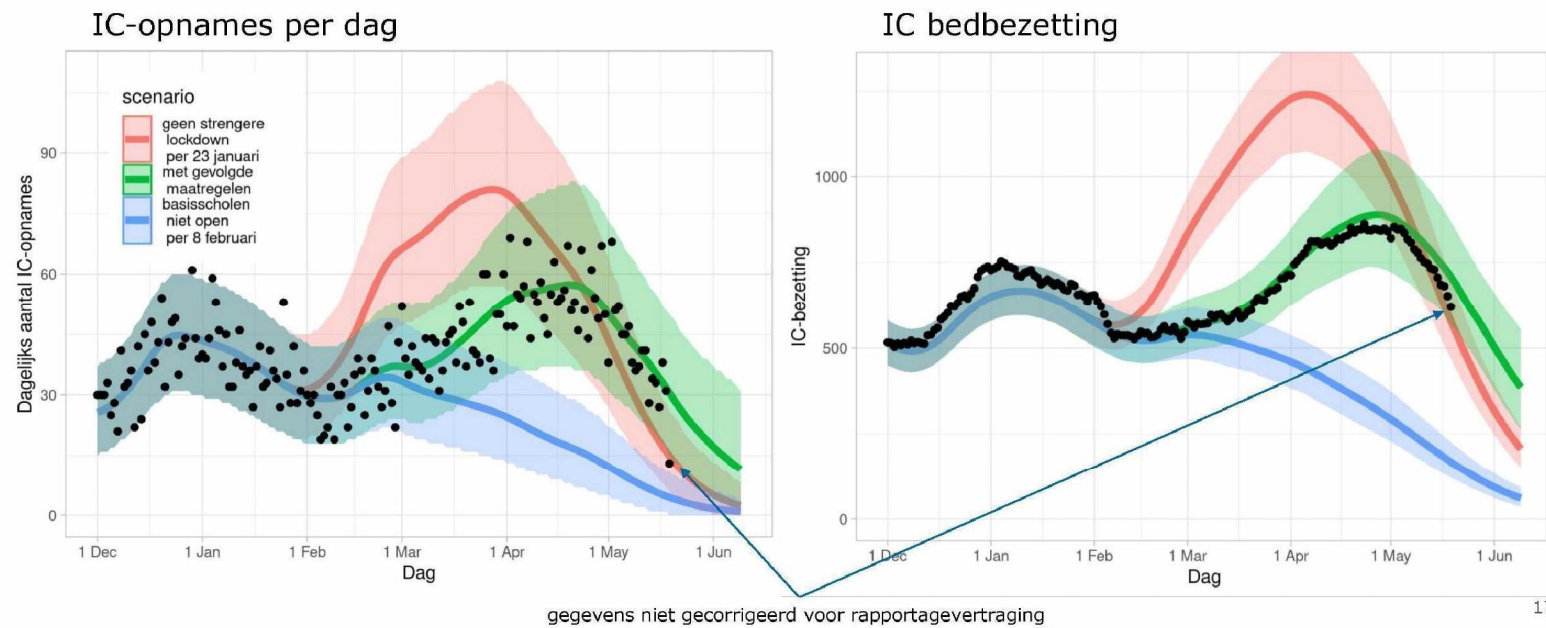 IC-opnames per dag
scenario
geen strengere
lockdown
per 23 januari
met gevolgde
maatregelen
basisscholen
niet open
per 8 februari
Dagelijks aantal IC-opnames
90
60
30
0
1 Dec
1 Jan
1 Feb
1 Mar
1 Apr
1 May
1 Jun
Dag
IC bedbezetting
IC-bezetting
1000
500
0
1 Dec
1 Jan
1 Feb
1 Mar
1 Apr
1 May
1 Jun
Dag
gegevens niet gecorrigeerd voor rapportagevertraging